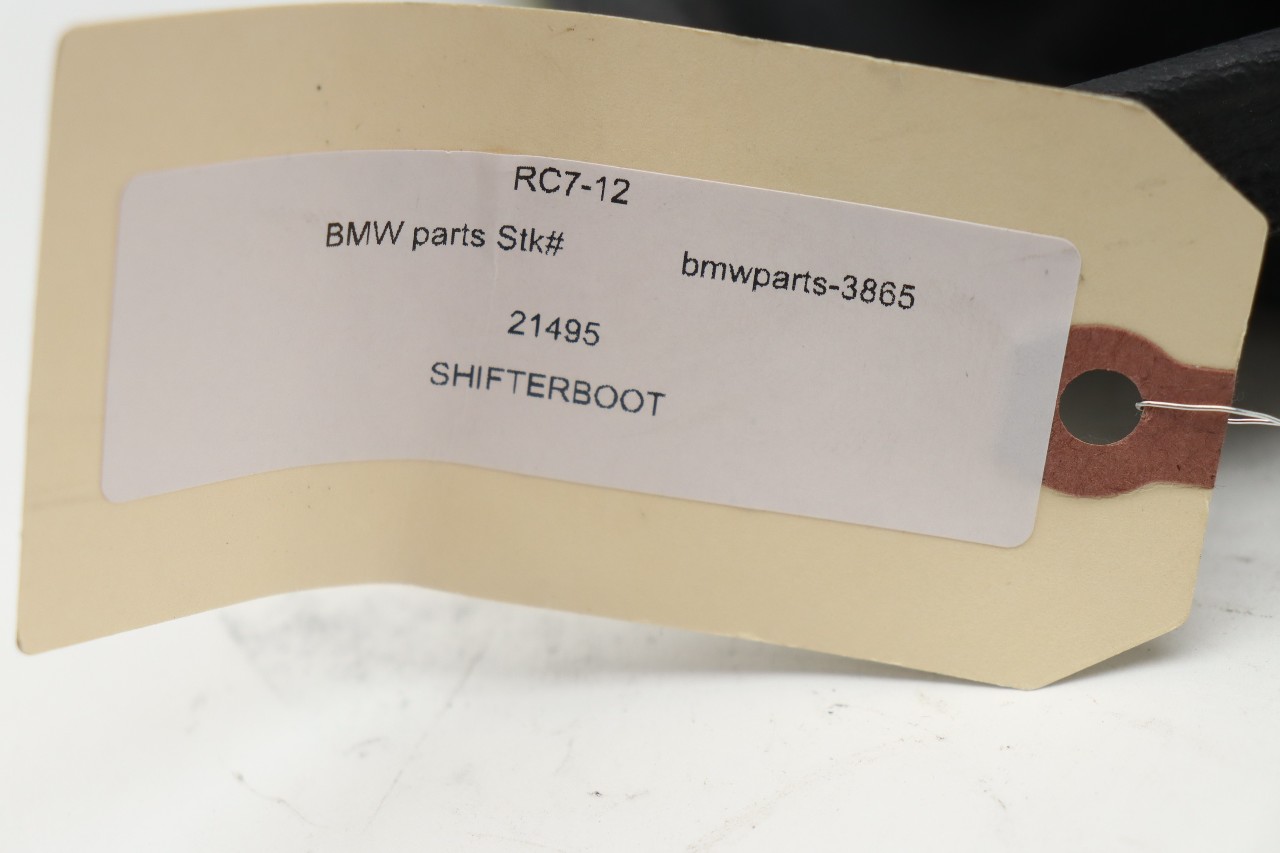 RC7-12
BMW parts Stk# bmwparts-3865
21495
SHIFTERBOOT